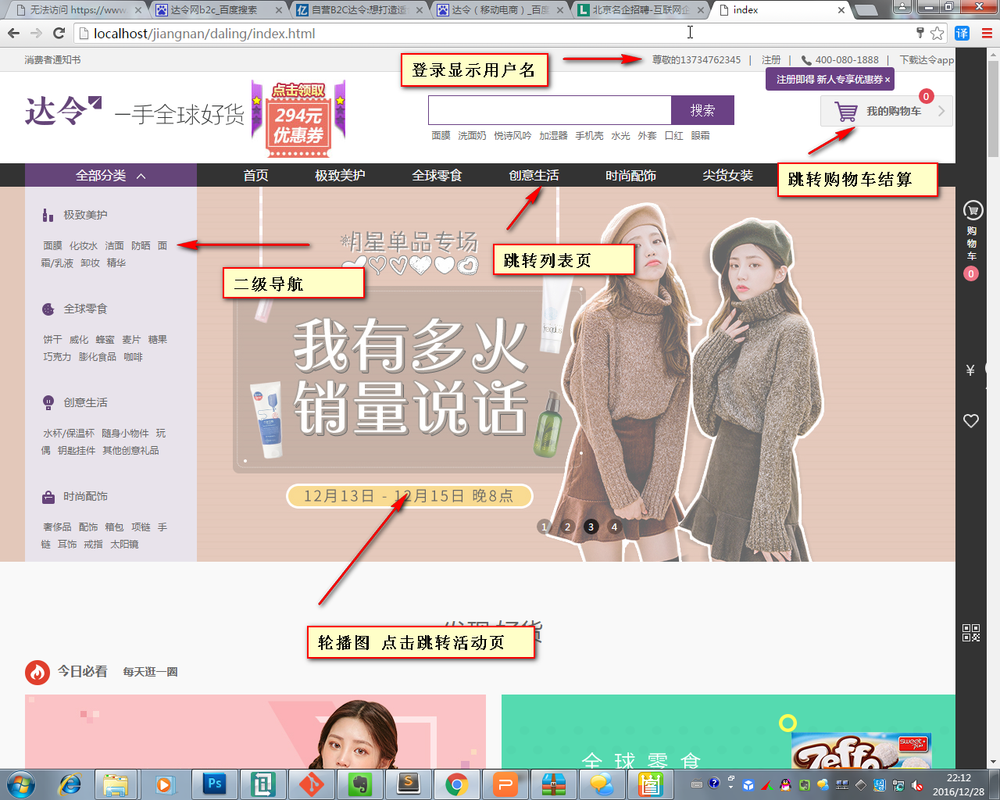 无法访问 https://www
达令网b2c_百度搜索
自营B2C达令:想打造适
达令（移动电商）_百度
北京名企招聘-互联网企
index
localhost/jiangnan/daling/index.html
译
消费者通知书
登录显示用户名
尊敬的13734762345 | 注册 | 400-080-1888 | 下载达令app
注册即得 新人专享优惠券 ×
达令
一手全球好货
点击领取
294元
优惠券
搜索
面膜 洗面奶 悦诗风吟 加湿器 手机壳 水光 外套 口红 眼霜
我的购物车
0
跳转购物车结算
全部分类
首页 极致美护 全球零食 创意生活 时尚配饰 尖货女装
极致美护
面膜 化妆水 洁面 防晒 面
霜/乳液 卸妆 精华
二级导航
全球零食
饼干 威化 蜂蜜 麦片 糖果
巧克力 膨化食品 咖啡
创意生活
水杯/保温杯 随身小物件 玩
偶 钥匙挂件 其他创意礼品
时尚配饰
奢侈品 配饰 箱包 项链 手
链 耳饰 戒指 太阳镜
明星单品专场
跳转列表页
我有多火
销量说话
12月13日 - 12月15日 晚8点
1 2 3 4
购
物
车
0
¥
轮播图 点击跳转活动页
今日必看 每天逛一圈
全球零食
sweet plus
Zeffo
Ps
S
P
22:12
2016/12/28